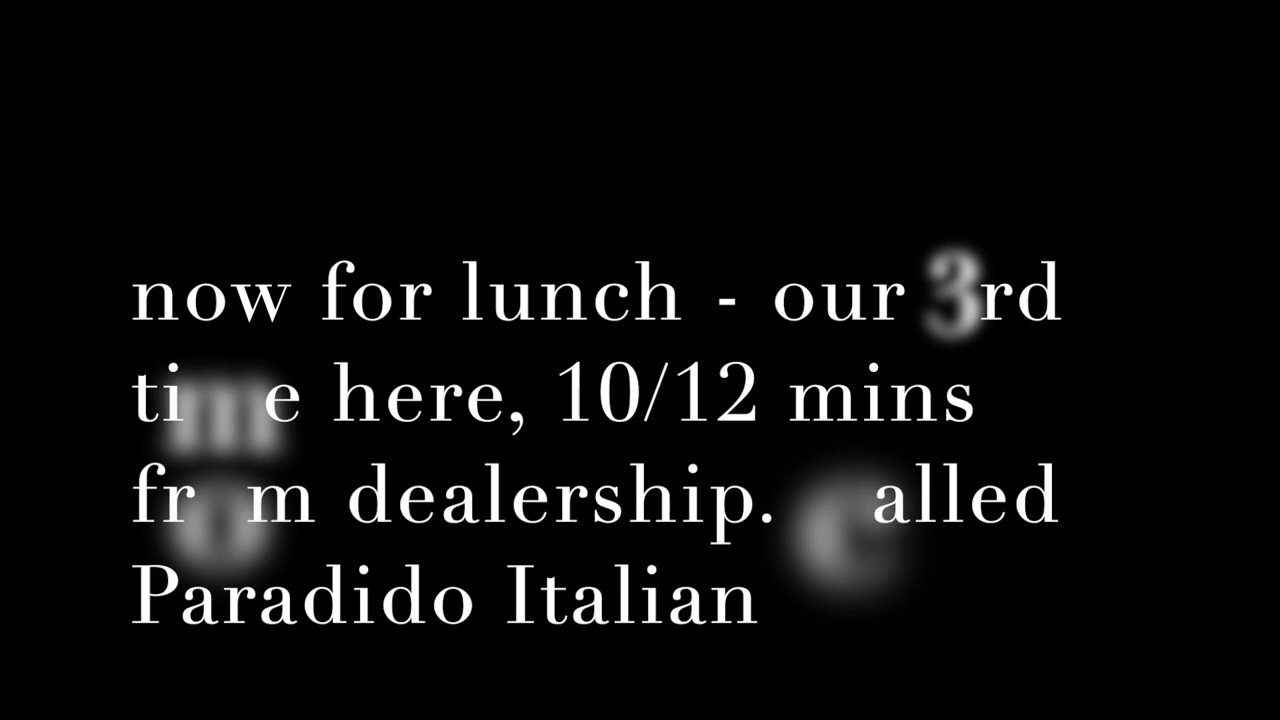 now for lunch - our 3rd
time here, 10/12 mins
from dealership. Called
Paradido Italian